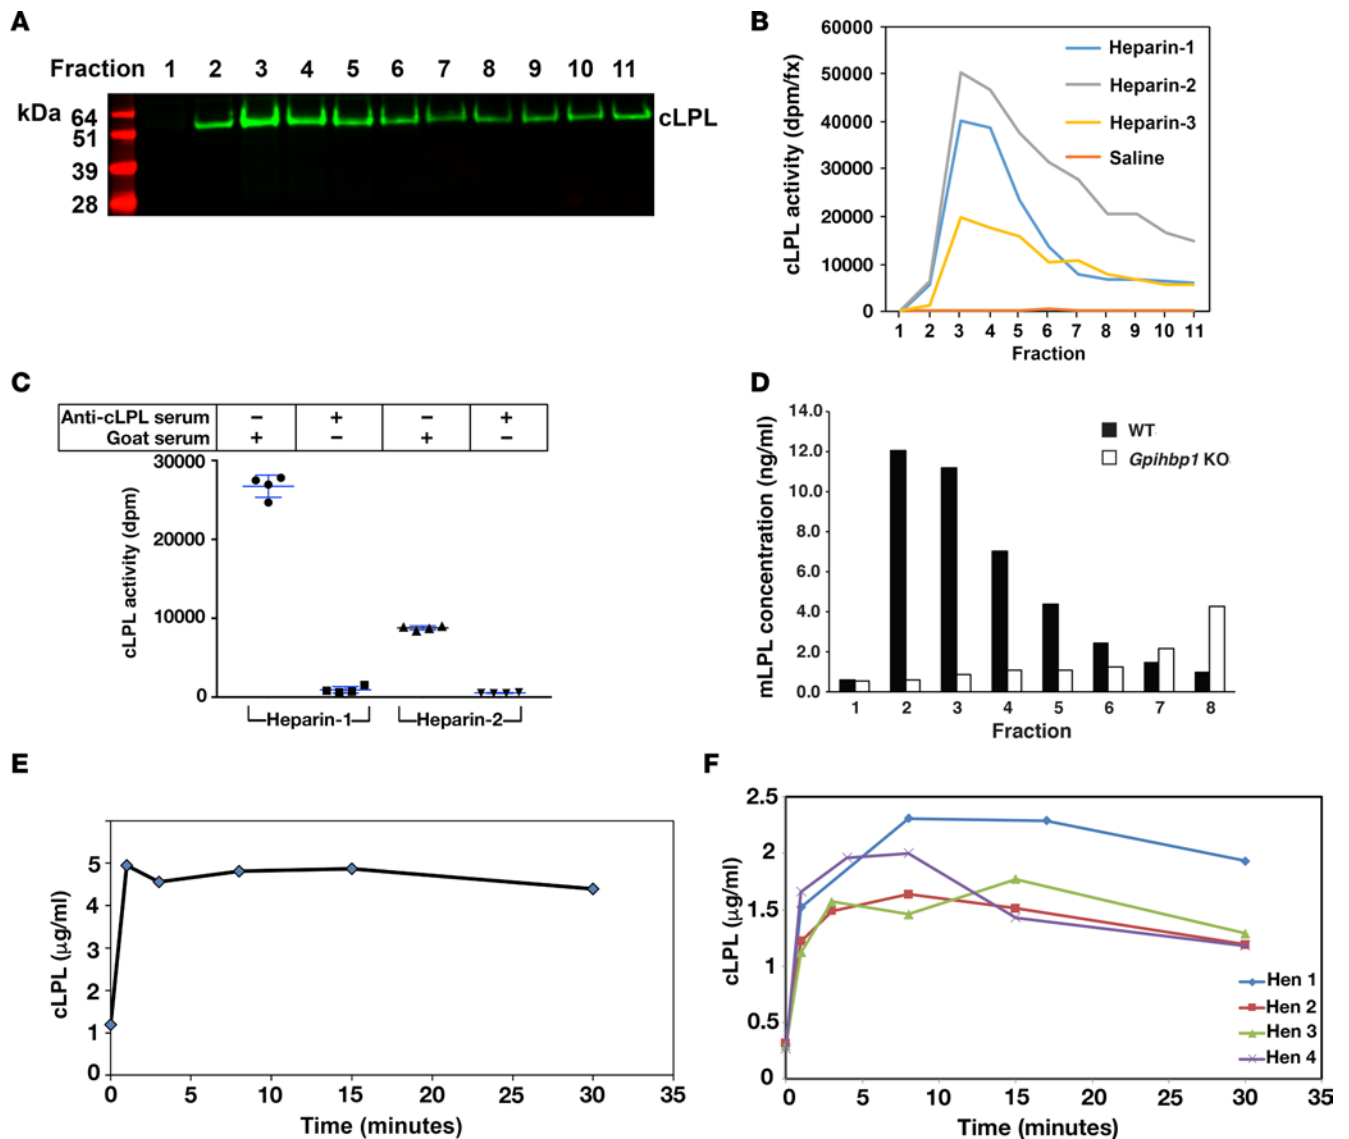 A
Fraction 1 2 3 4 5 6 7 8 9 10 11
kDa
64
51
39
28
cLPL
B
cLPL activity (dpm/fx)
60000
50000
40000
30000
20000
10000
0
Heparin-1
Heparin-2
Heparin-3
Saline
1 2 3 4 5 6 7 8 9 10 11
Fraction
C
Anti-cLPL serum − + − +
Goat serum + − + −
cLPL activity (dpm)
30000
20000
10000
0
Heparin-1 Heparin-2
D
mLPL concentration (ng/ml)
14.0
12.0
10.0
8.0
6.0
4.0
2.0
0.0
WT
Gpihbp1 KO
1 2 3 4 5 6 7 8
Fraction
E
cLPL (μg/ml)
5
4
3
2
1
0
0 5 10 15 20 25 30 35
Time (minutes)
F
cLPL (μg/ml)
2.5
2
1.5
1
0.5
0
Hen 1
Hen 2
Hen 3
Hen 4
0 5 10 15 20 25 30 35
Time (minutes)